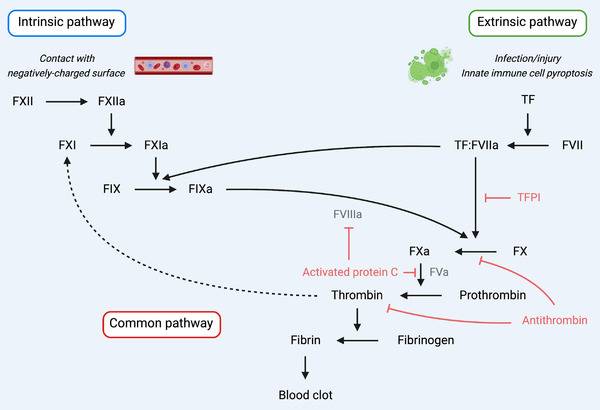 Intrinsic pathway
Extrinsic pathway
Contact with
negatively-charged surface
Infection/injury
Innate immune cell pyroptosis
FXII
FXIIa
TF
FXI
FXIa
TF:FVIIa
FVII
FIX
FIXa
TFPI
FVIIIa
FXa
FX
Activated protein C
FVa
Thrombin
Prothrombin
Common pathway
Antithrombin
Fibrin
Fibrinogen
Blood clot